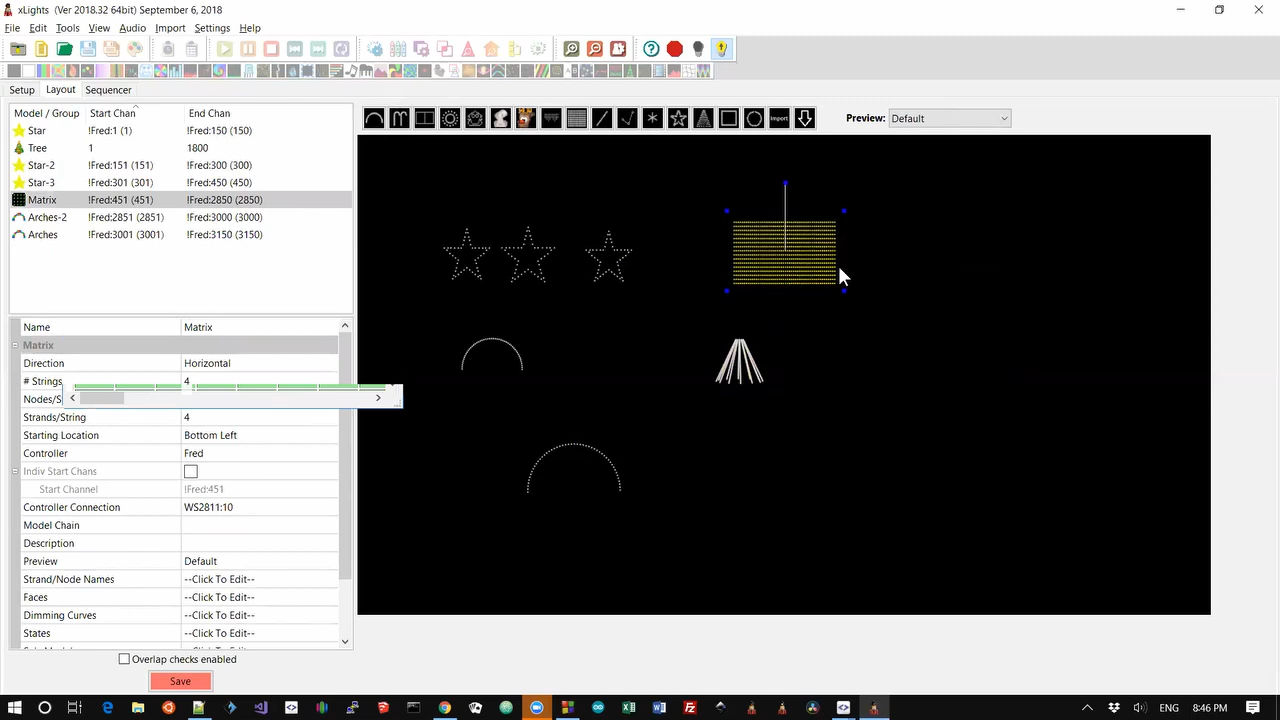 xLights (Ver 2018.32 64bit) September 6, 2018
File Edit Tools View Audio Import Settings Help
Setup Layout Sequencer
Model / Group Start Chan End Chan
Star !Fred:1 (1) !Fred:150 (150)
Tree 1 1800
Star-2 !Fred:151 (151) !Fred:300 (300)
Star-3 !Fred:301 (301) !Fred:450 (450)
Matrix !Fred:451 (451) !Fred:2850 (2850)
Arches-2 !Fred:2851 (2851) !Fred:3000 (3000)
!Fred:3150 (3150)
Import
Preview: Default
Name Matrix
Matrix
Direction Horizontal
# Strings 4
Nodes/S
Strands/String 4
Starting Location Bottom Left
Controller Fred
Indiv Start Chans
Start Channel !Fred:451
Controller Connection WS2811:10
Model Chain
Description
Preview Default
Strand/Node Names --Click To Edit--
Faces --Click To Edit--
Dimming Curves --Click To Edit--
States --Click To Edit--
Overlap checks enabled
Save
ENG 8:46 PM